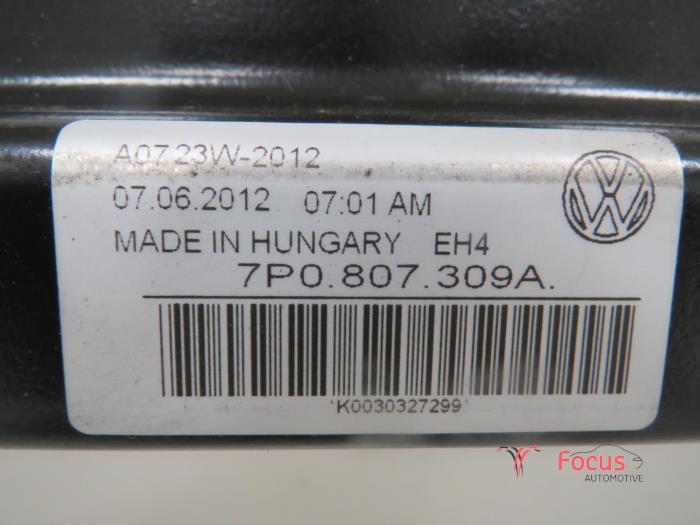 A0723W-2012
07.06.2012 07:01 AM
MADE IN HUNGARY EH4
7P0.807.309A.
'K0030327299'
Focus
AUTOMOTIVE